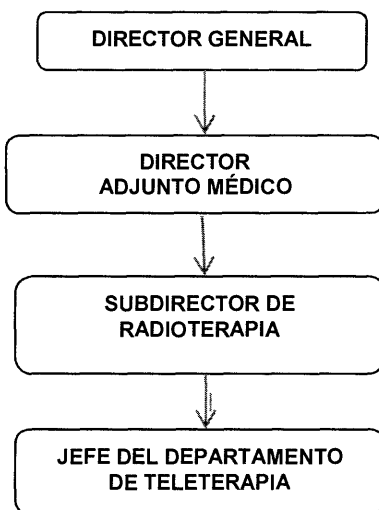 DIRECTOR GENERAL
DIRECTOR
ADJUNTO MÉDICO
SUBDIRECTOR DE
RADIOTERAPIA
JEFE DEL DEPARTAMENTO
DE TELETERAPIA